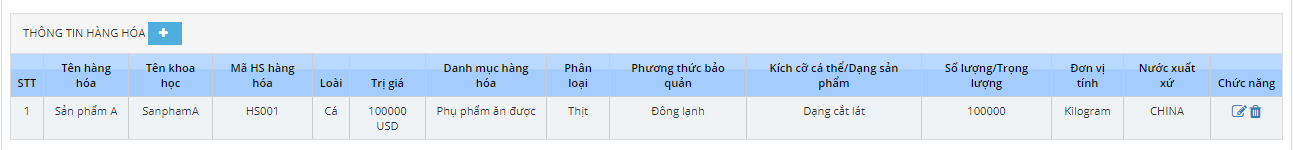 THÔNG TIN HÀNG HÓA
STT Tên hàng hóa Tên khoa học Mã HS hàng hóa Loài Trị giá Danh mục hàng hóa Phân loại Phương thức bảo quản Kích cỡ cá thể/Dạng sản phẩm Số lượng/Trọng lượng Đơn vị tính Nước xuất xứ Chức năng
1 Sản phẩm A SanphamA HS001 Cá 100000 USD Phụ phẩm ăn được Thịt Đông lạnh Dạng cắt lát 100000 Kilogram CHINA